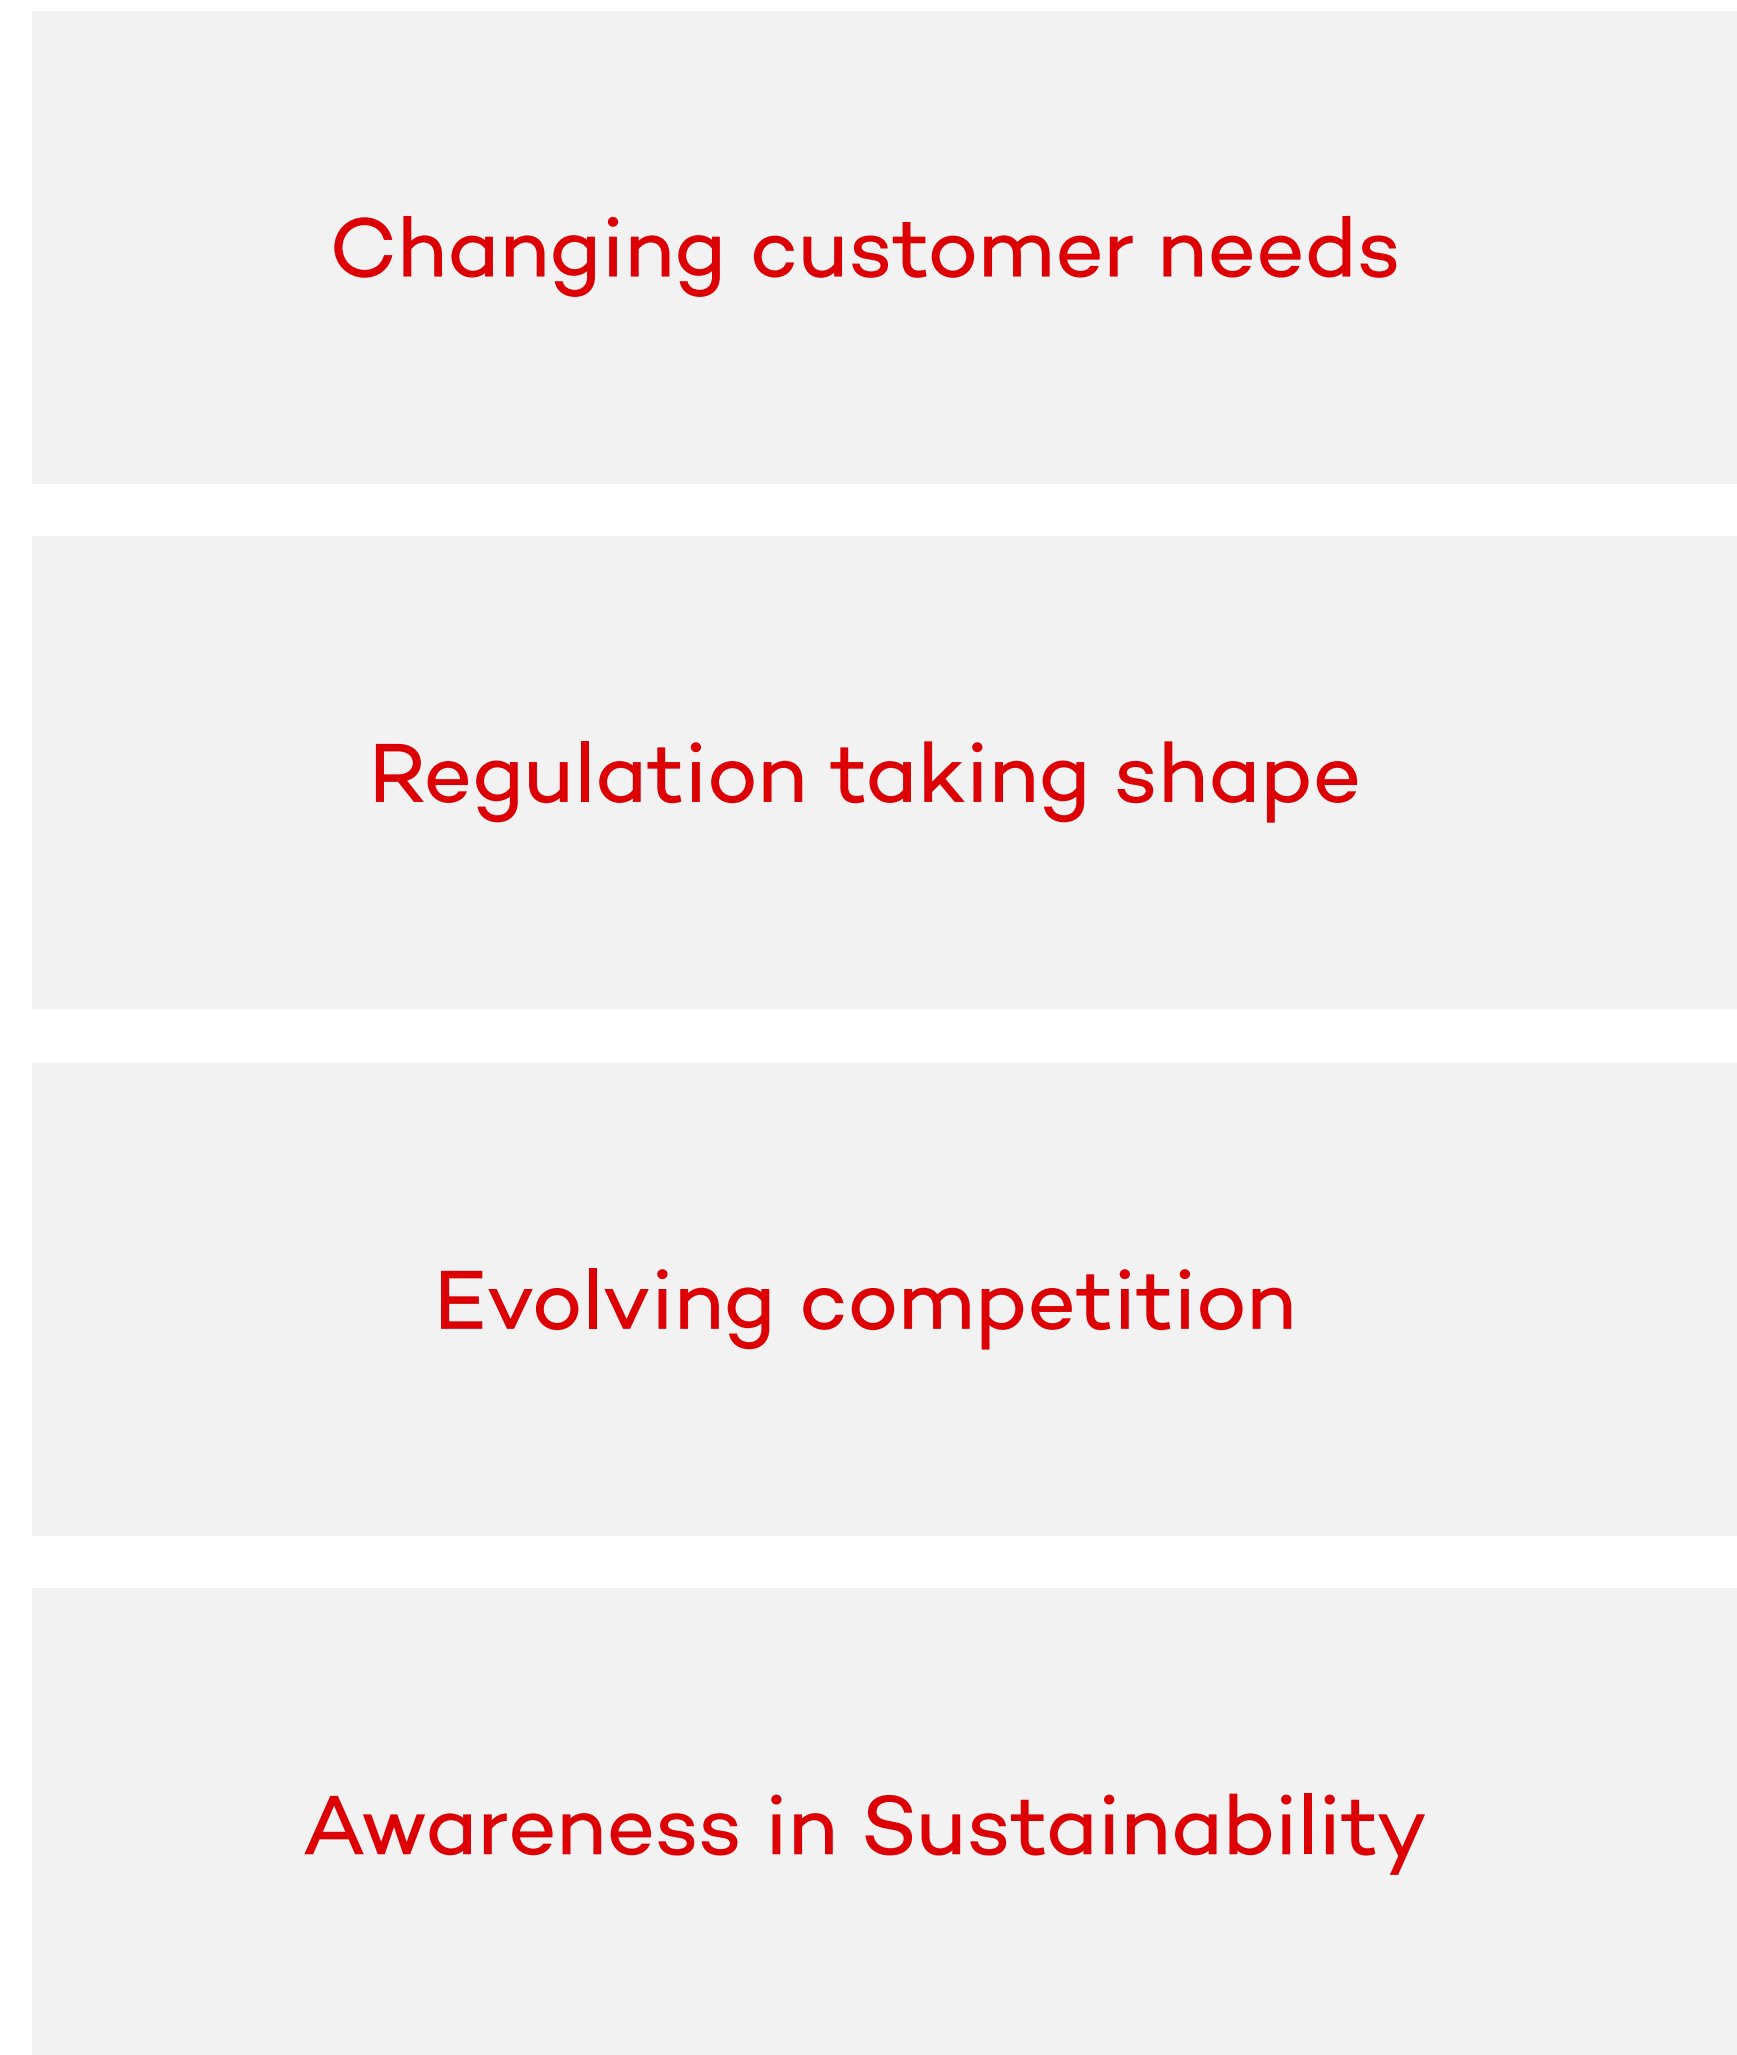 Changing customer needs
Regulation taking shape
Evolving competition
Awareness in Sustainability